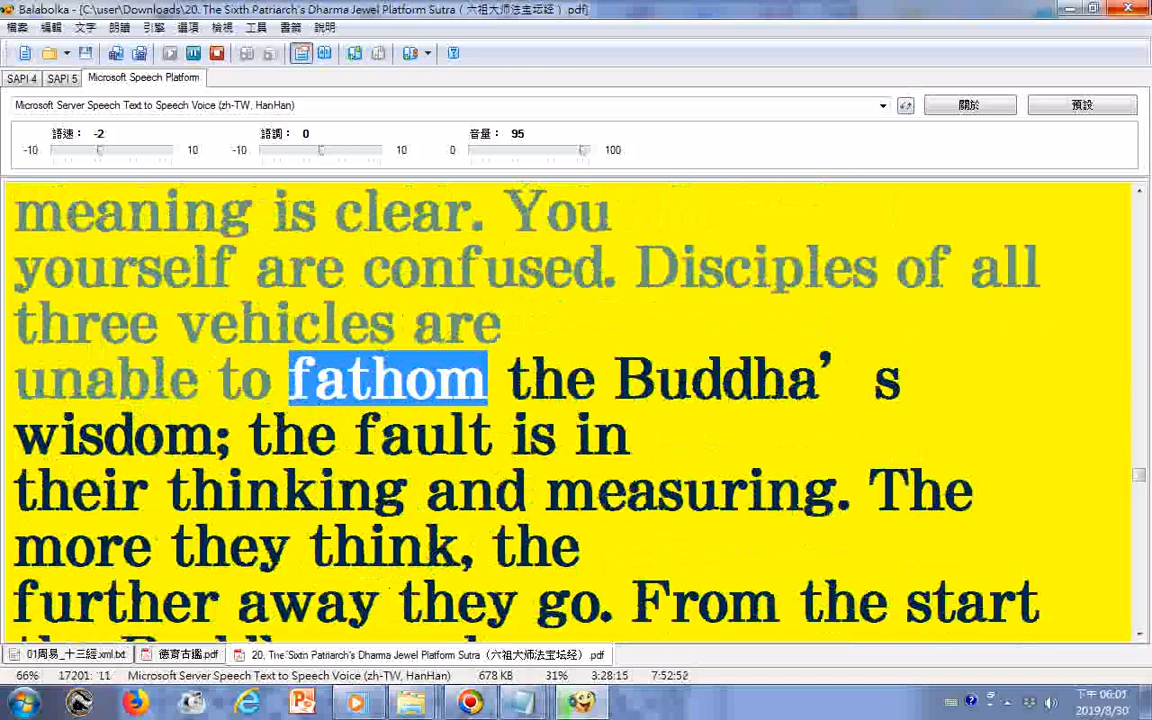 Balabolka - [C:\user\Downloads\20. The Sixth Patriarch's Dharma Jewel Platform Sutra（六祖大师法宝坛经）.pdf]
檔案 編輯 文字 朗讀 引擎 選項 檢視 工具 書籤 說明
SAPI 4 SAPI 5 Microsoft Speech Platform
Microsoft Server Speech Text to Speech Voice (zh-TW, HanHan) 關於 預設
語速： -2 語調： 0 音量： 95
-10 10 -10 10 0 100
meaning is clear. You
yourself are confused. Disciples of all
three vehicles are
unable to fathom the Buddha’s
wisdom; the fault is in
their thinking and measuring. The
more they think, the
further away they go. From the start
01周易_十三經.xml.txt 德育古鑑.pdf 20. The Sixth Patriarch's Dharma Jewel Platform Sutra（六祖大师法宝坛经）.pdf
66% 17201: 11 Microsoft Server Speech Text to Speech Voice (zh-TW, HanHan) 678 KB 31% 3:28:15 7:52:52
下午 06:01
2019/8/30